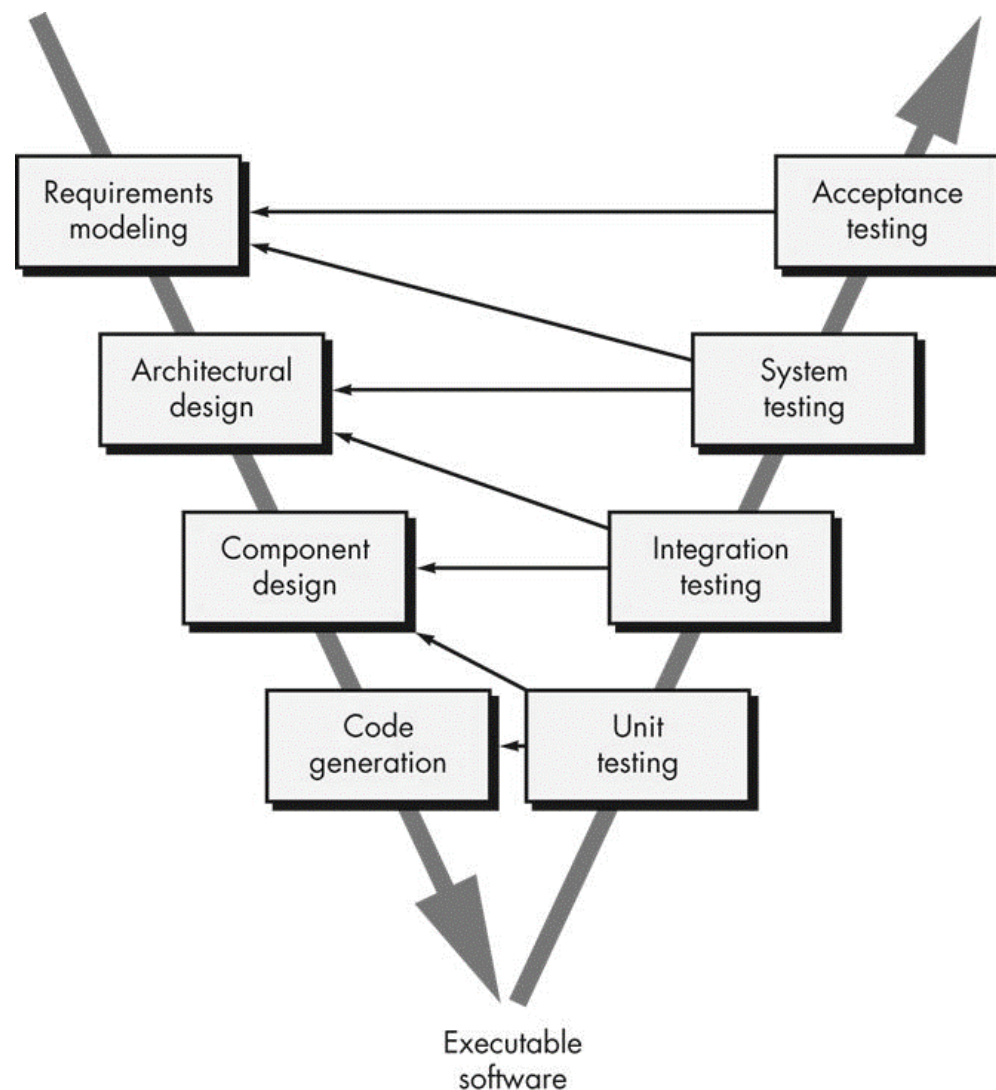 Requirements
modeling
Acceptance
testing
Architectural
design
System
testing
Component
design
Integration
testing
Code
generation
Unit
testing
Executable
software